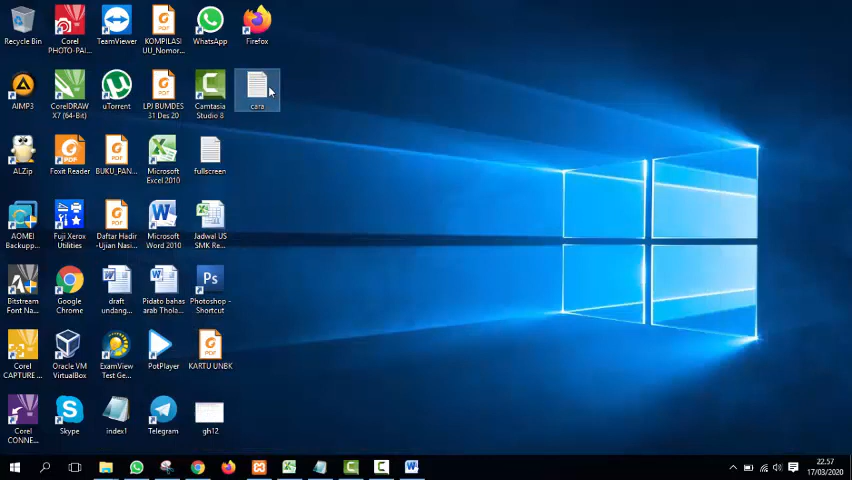 Recycle Bin
Corel
PHOTO-PAI...
TeamViewer
KOMPILASI
UU_Nomor...
WhatsApp
Firefox
AIMP3
CorelDRAW
X7 (64-Bit)
uTorrent
LPJ BUMDES
31 Des 20
Camtasia
Studio 8
cara
ALZip
Foxit Reader
BUKU_PAN...
Microsoft
Excel 2010
fullscreen
AOMEI
Backupp...
Fuji Xerox
Utilities
Daftar Hadir
-Ujian Nasi...
Microsoft
Word 2010
Jadwal US
SMK Re...
Bitstream
Font Na...
Google
Chrome
draft
undang...
Pidato bahas
arab Thola...
Photoshop -
Shortcut
Corel
CAPTURE ...
Oracle VM
VirtualBox
ExamView
Test Ge...
PotPlayer
KARTU UNBK
Corel
CONNE...
Skype
index1
Telegram
gh12
22.57
17/03/2020